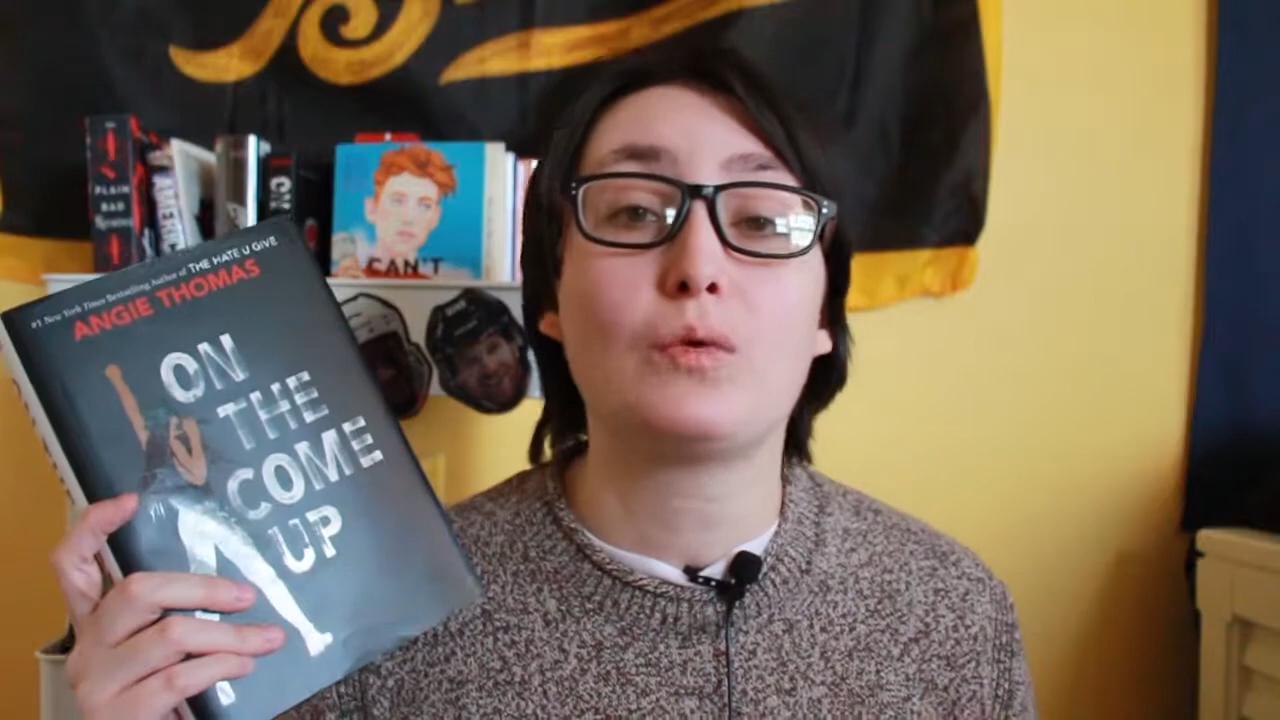 PLAIN
BAD
ON
CAN'T
#1 New York Times Bestselling Author of THE HATE U GIVE
ANGIE THOMAS
ON
THE
COME
UP